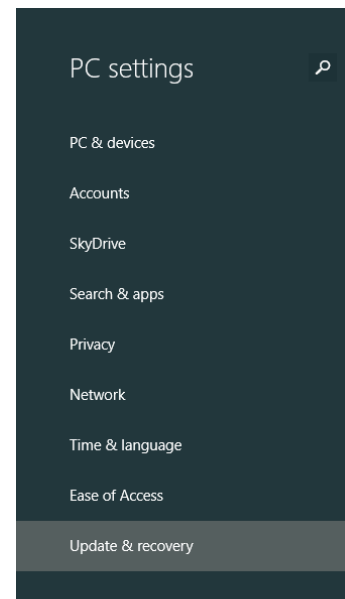 PC settings
PC & devices
Accounts
SkyDrive
Search & apps
Privacy
Network
Time & language
Ease of Access
Update & recovery